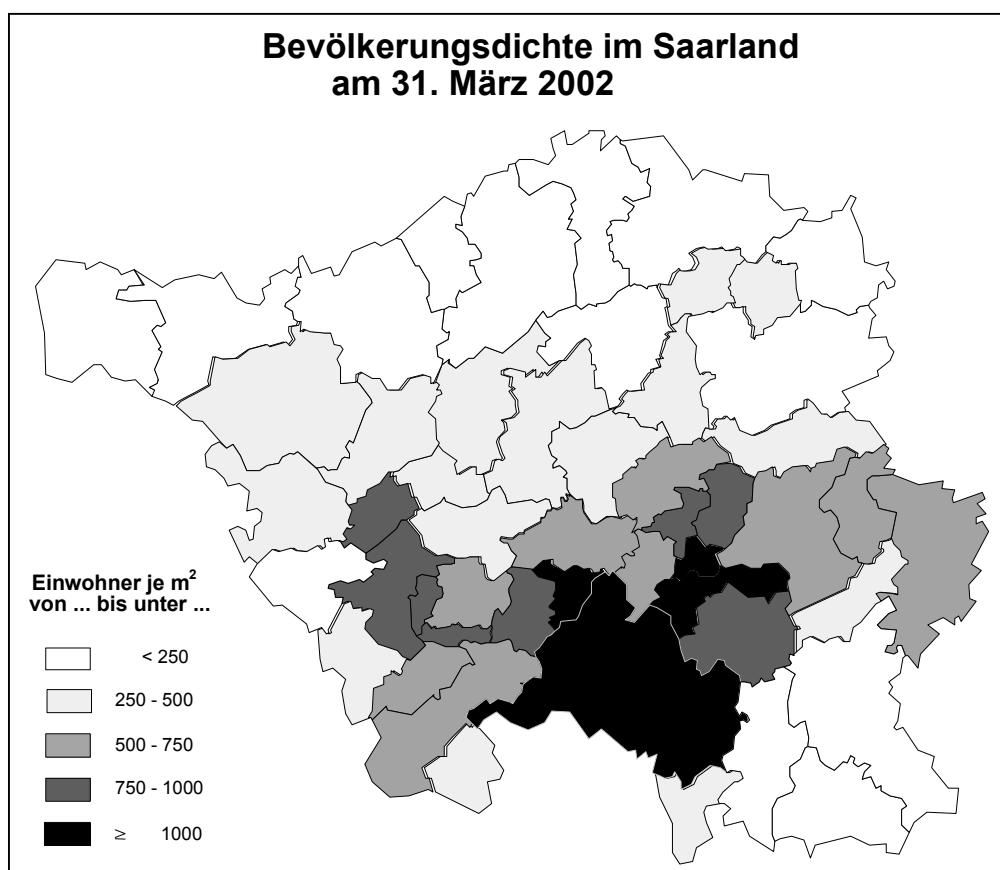 Bevölkerungsdichte im Saarland
am 31. März 2002
Einwohner je m²
von ... bis unter ...
< 250
250 - 500
500 - 750
750 - 1000
≥ 1000